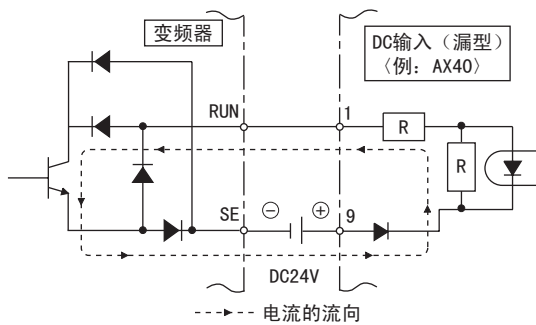 变频器
DC输入（漏型）
〈例：AX40〉
RUN
1
R
R
SE
⊖
⊕
9
DC24V
电流的流向